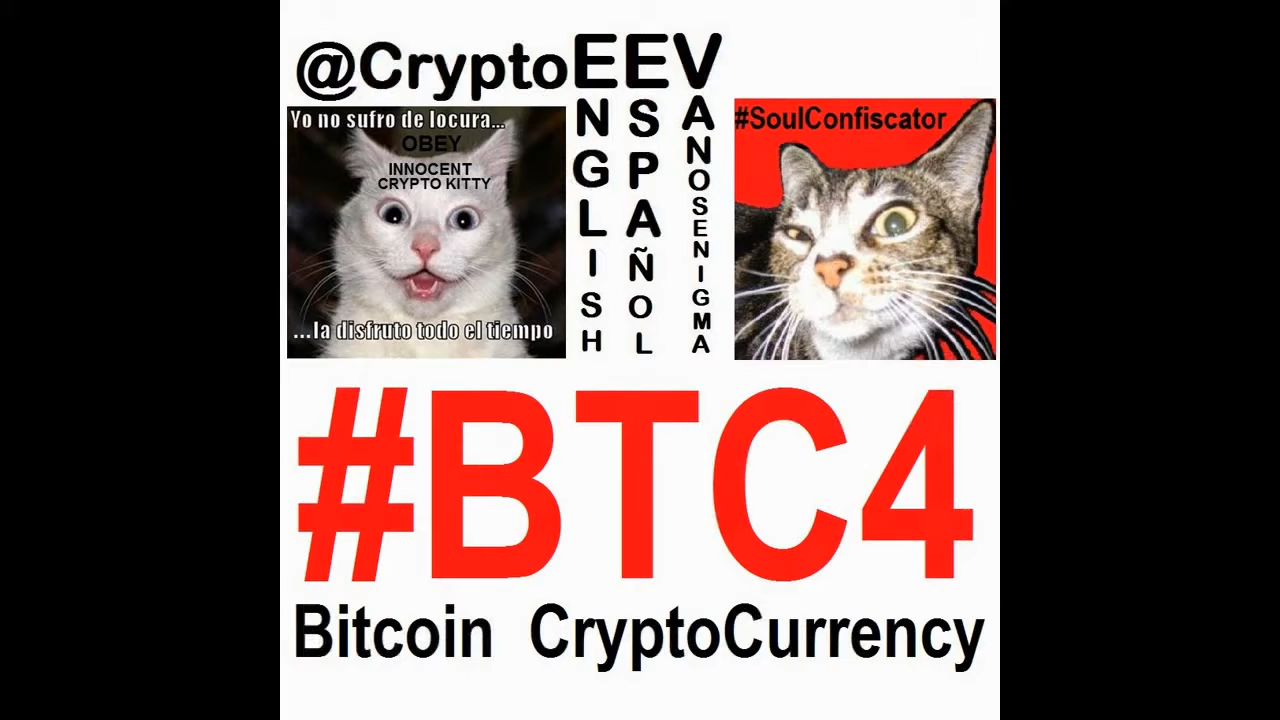 @CryptoEEV
Yo no sufro de locura...
OBEY
INNOCENT
CRYPTO KITTY
...la disfruto todo el tiempo
ENGLISH
ESPAÑOL
VANOSENIGMA
#SoulConfiscator
#BTC4
Bitcoin CryptoCurrency